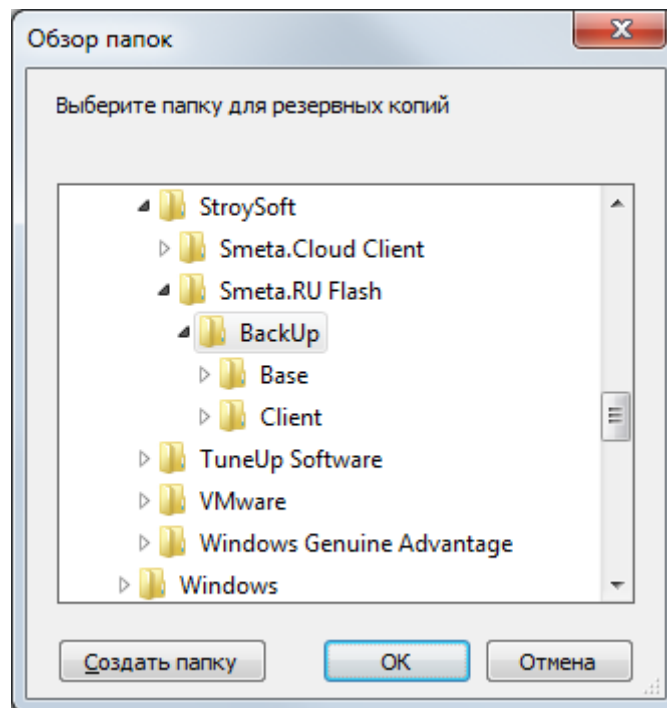 Обзор папок
Выберите папку для резервных копий
StroySoft
Smeta.Cloud Client
Smeta.RU Flash
BackUp
Base
Client
TuneUp Software
VMware
Windows Genuine Advantage
Windows
Создать папку ОК Отмена